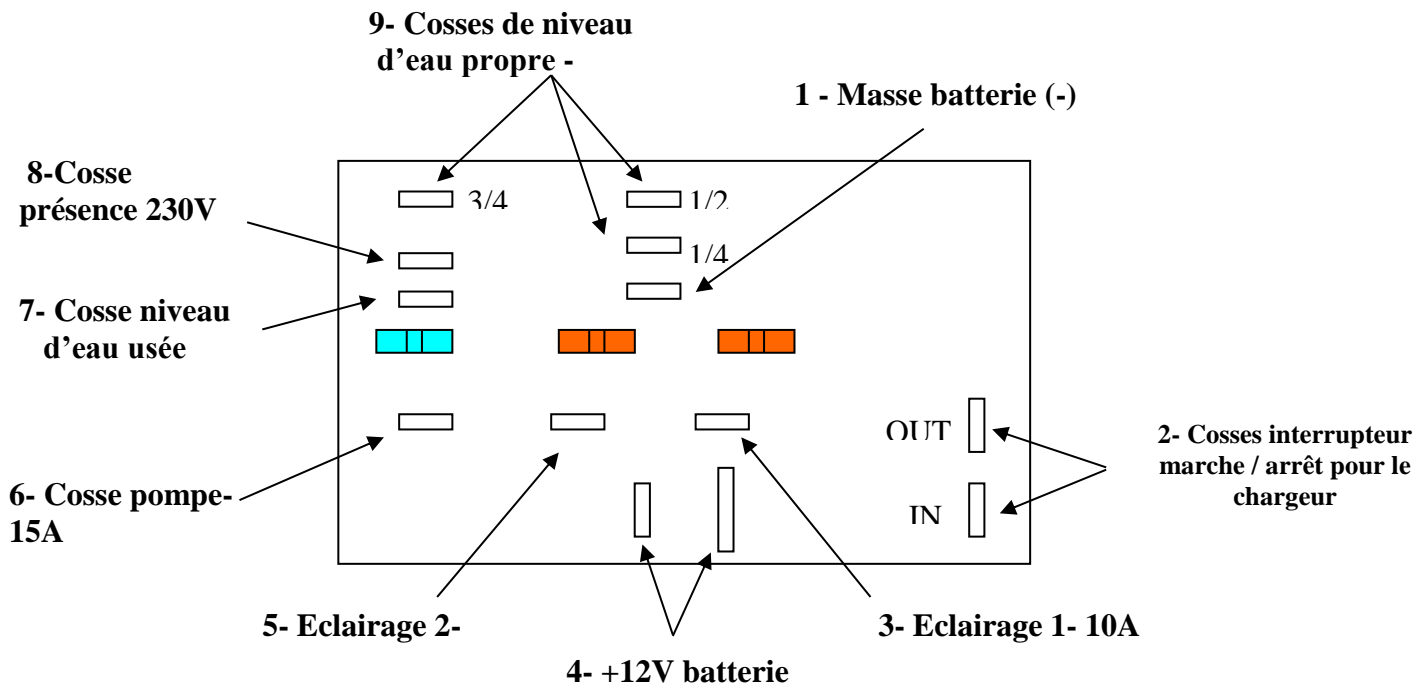 9- Cosses de niveau
d’eau propre -
1 - Masse batterie (-)
8-Cosse
présence 230V
3/4
1/2
1/4
7- Cosse niveau
d’eau usée
OUT
2- Cosses interrupteur
marche / arrêt pour le
chargeur
6- Cosse pompe-
15A
IN
5- Eclairage 2-
3- Eclairage 1- 10A
4- +12V batterie